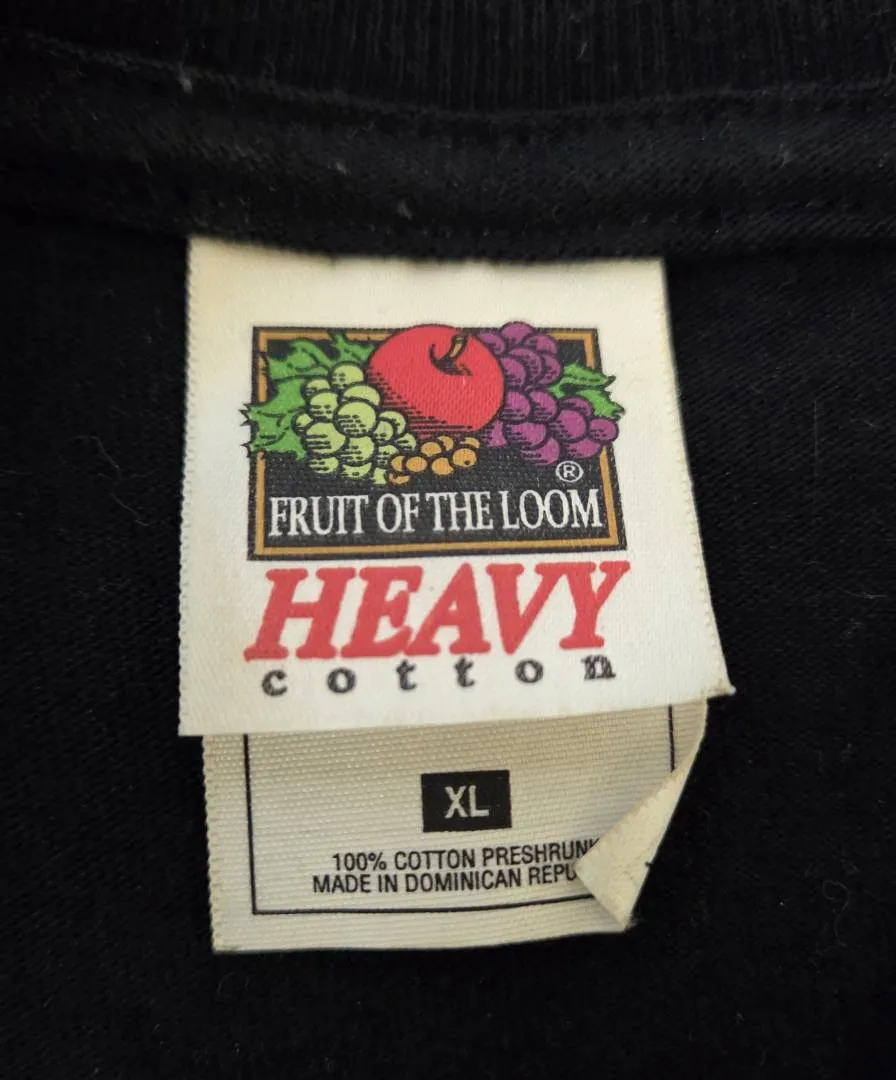 ®
FRUIT OF THE LOOM
HEAVY
cotton
XL
100% COTTON PRESHRUNK
MADE IN DOMINICAN REPU